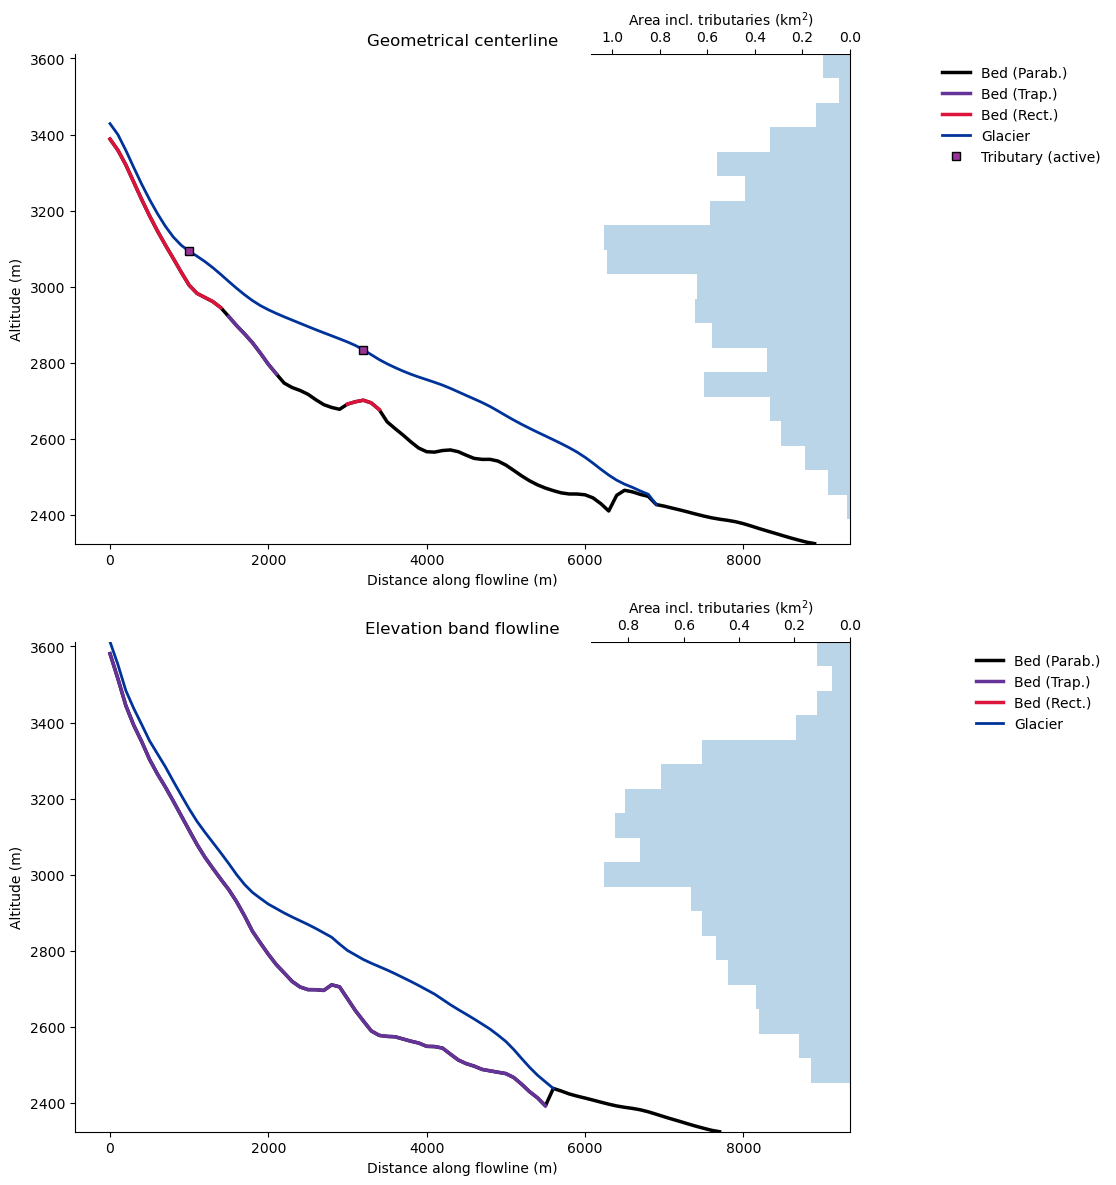 Area incl. tributaries (km²)
Geometrical centerline
1.0 0.8 0.6 0.4 0.2 0.0
3600
3400
3200
3000
2800
2600
2400
Altitude (m)
Bed (Parab.)
Bed (Trap.)
Bed (Rect.)
Glacier
Tributary (active)
0 2000 4000 6000 8000
Distance along flowline (m)
Area incl. tributaries (km²)
Elevation band flowline
0.8 0.6 0.4 0.2 0.0
3600
3400
3200
3000
2800
2600
2400
Altitude (m)
Bed (Parab.)
Bed (Trap.)
Bed (Rect.)
Glacier
0 2000 4000 6000 8000
Distance along flowline (m)